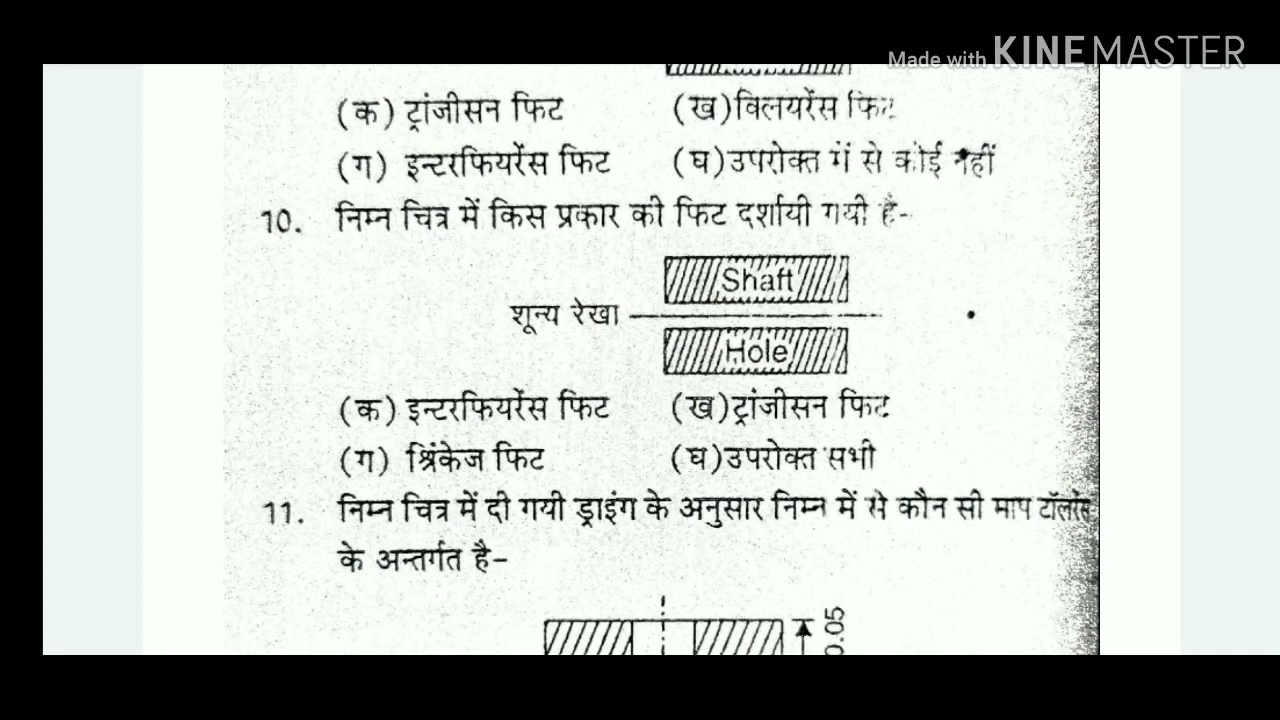 Made with KINEMASTER
(क) ट्रांजीसन फिट (ख) क्लियरेंस फिट
(ग) इन्टरफियरेंस फिट (घ) उपरोक्त में से कोई नहीं
10. निम्न चित्र में किस प्रकार की फिट दर्शायी गयी है-
Shaft
शून्य रेखा
Hole
(क) इन्टरफियरेंस फिट (ख) ट्रांजीसन फिट
(ग) श्रिंकेज फिट (घ) उपरोक्त सभी
11. निम्न चित्र में दी गयी ड्राइंग के अनुसार निम्न में से कौन सी माप टॉलरेंस
के अन्तर्गत है-
0.05